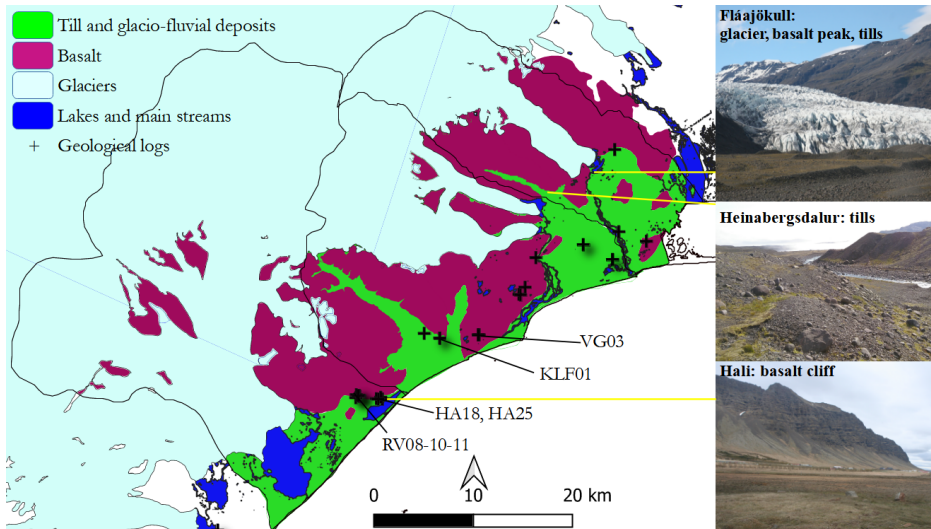 Till and glacio-fluvial deposits
Basalt
Glaciers
Lakes and main streams
+ Geological logs
VG03
KLF01
HA18, HA25
RV08-10-11
0 10 20 km
Fláajökull:
glacier, basalt peak, tills
Heinabergsdalur: tills
Hali: basalt cliff